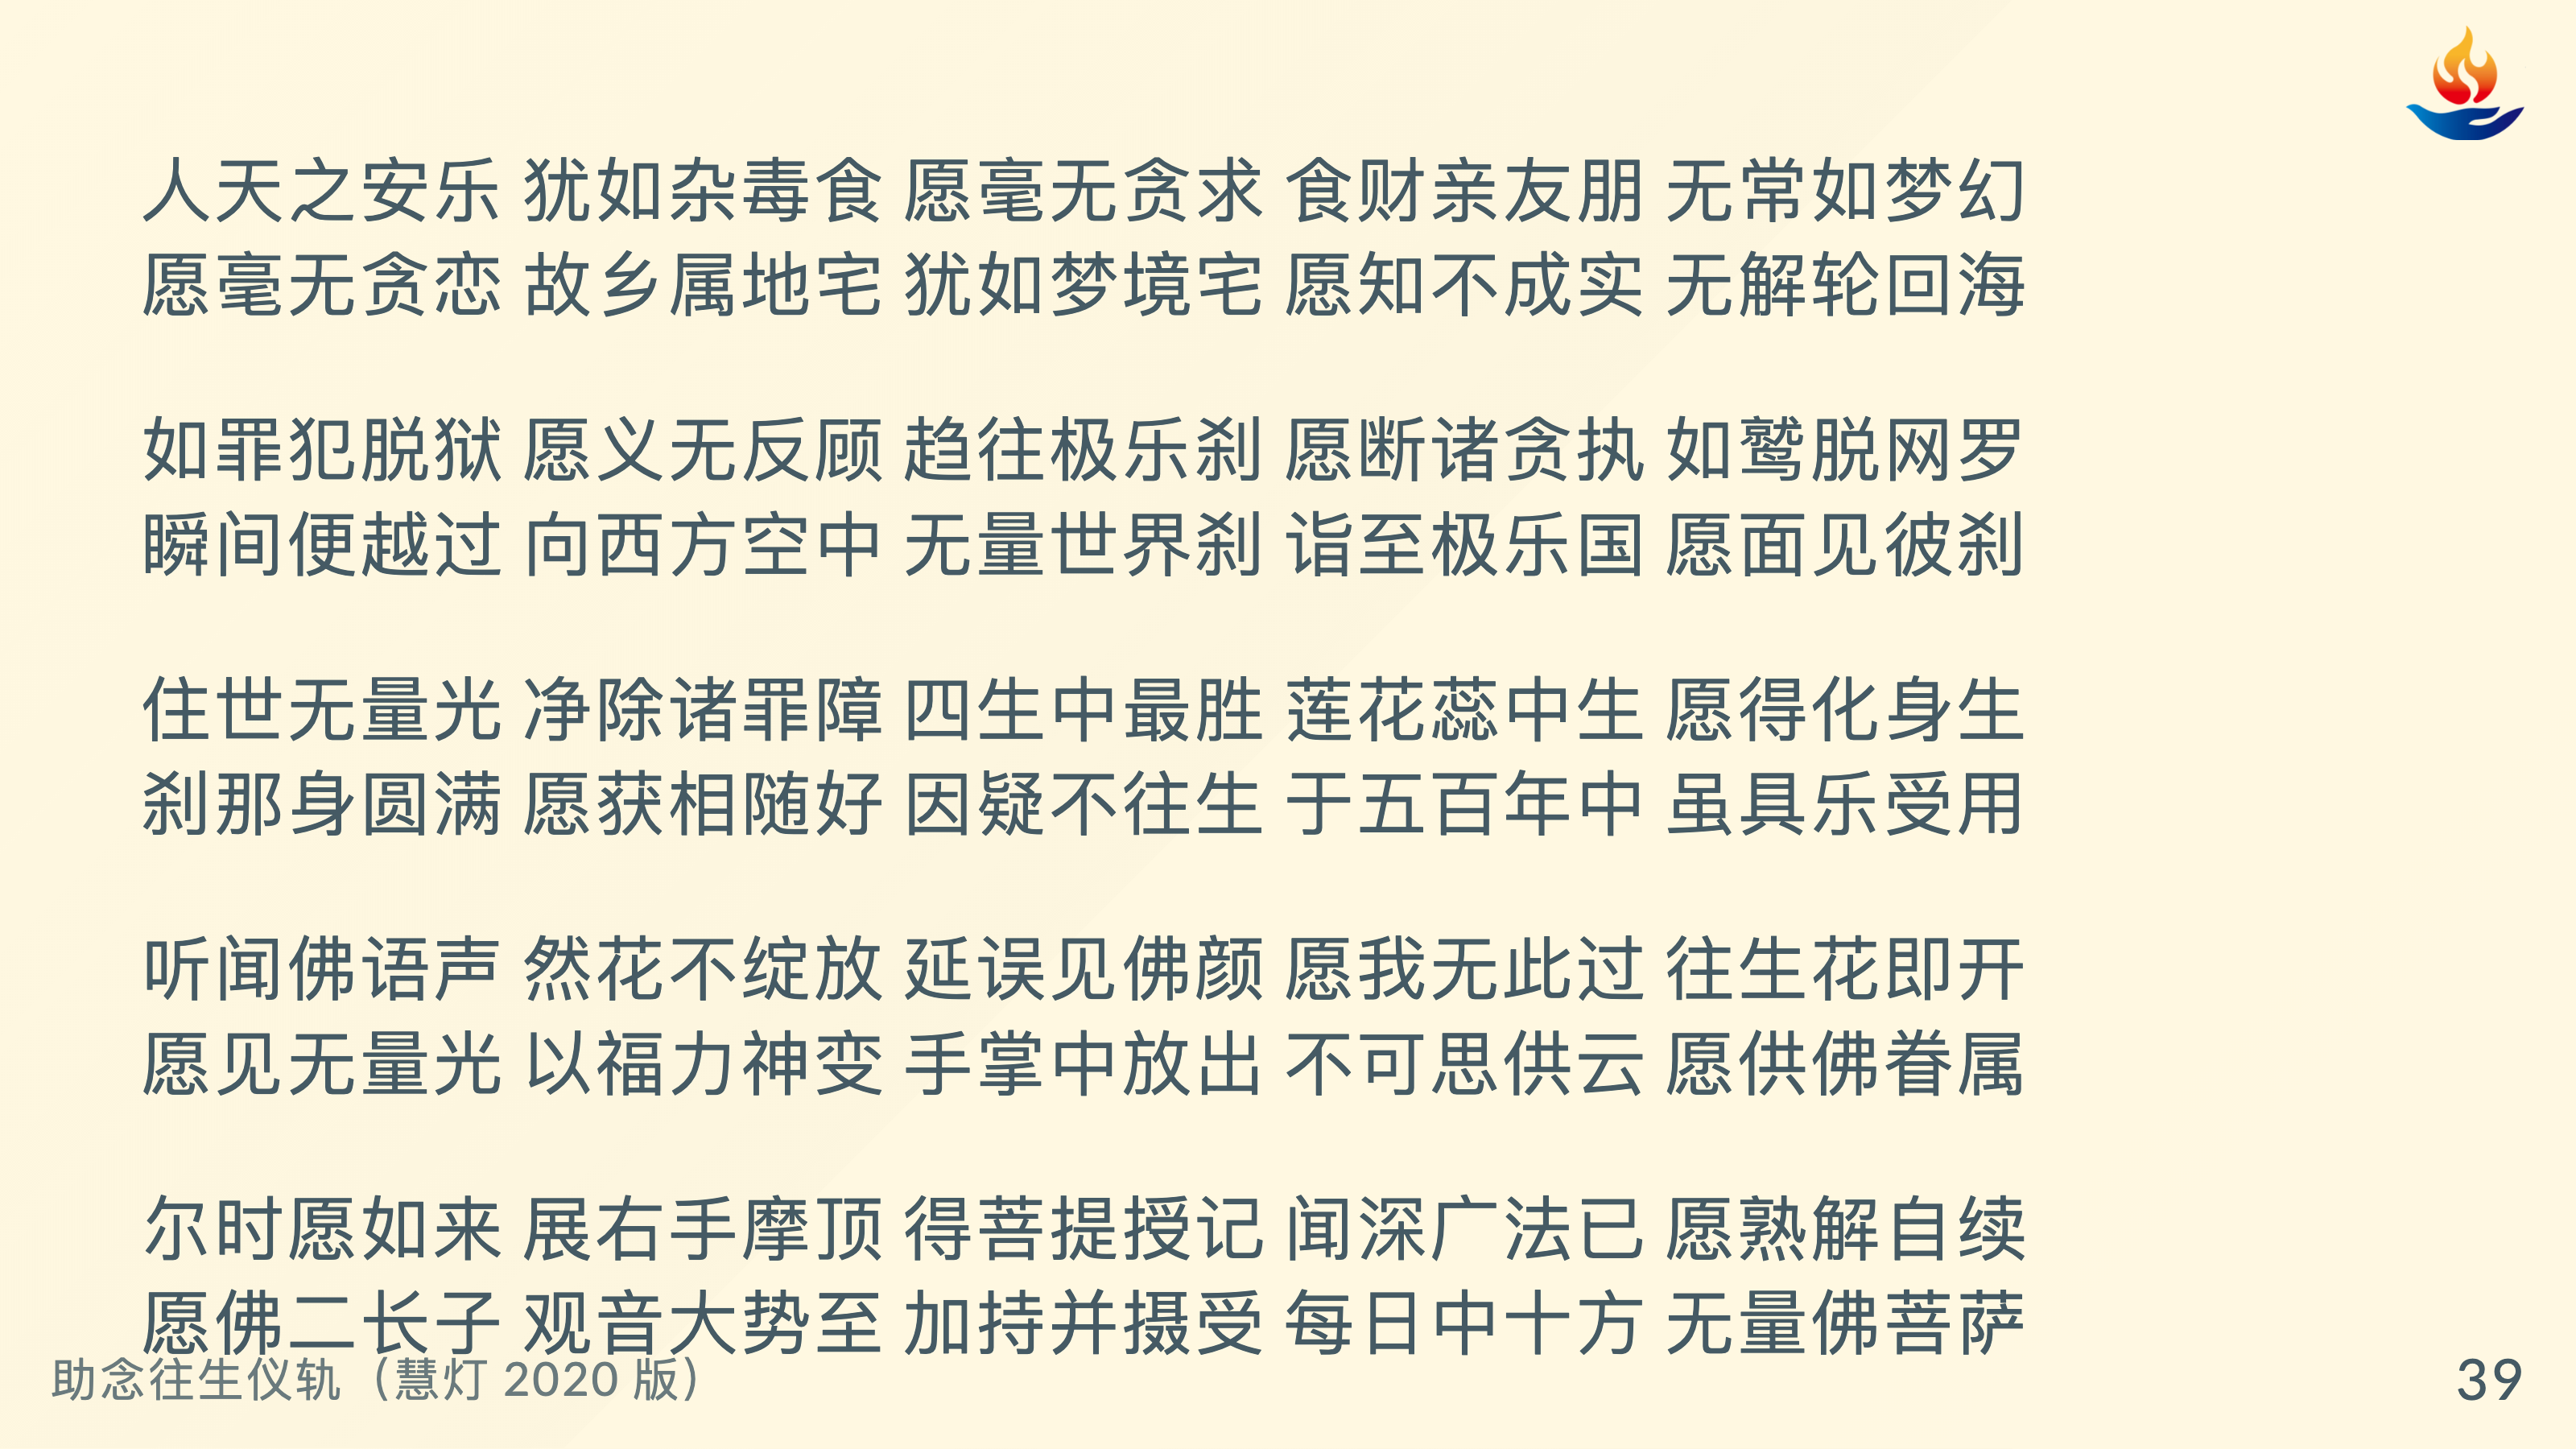 人天之安乐 犹如杂毒食 愿毫无贪求 食财亲友朋 无常如梦幻
愿毫无贪恋 故乡属地宅 犹如梦境宅 愿知不成实 无解轮回海
如罪犯脱狱 愿义无反顾 趋往极乐刹 愿断诸贪执 如鹫脱网罗
瞬间便越过 向西方空中 无量世界刹 诣至极乐国 愿面见彼刹
住世无量光 净除诸罪障 四生中最胜 莲花蕊中生 愿得化身生
刹那身圆满 愿获相随好 因疑不往生 于五百年中 虽具乐受用
听闻佛语声 然花不绽放 延误见佛颜 愿我无此过 往生花即开
愿见无量光 以福力神变 手掌中放出 不可思供云 愿供佛眷属
尔时愿如来 展右手摩顶 得菩提授记 闻深广法已 愿熟解自续
愿佛二长子 观音大势至 加持并摄受 每日中十方 无量佛菩萨
助念往生仪轨（慧灯 2020 版） 39